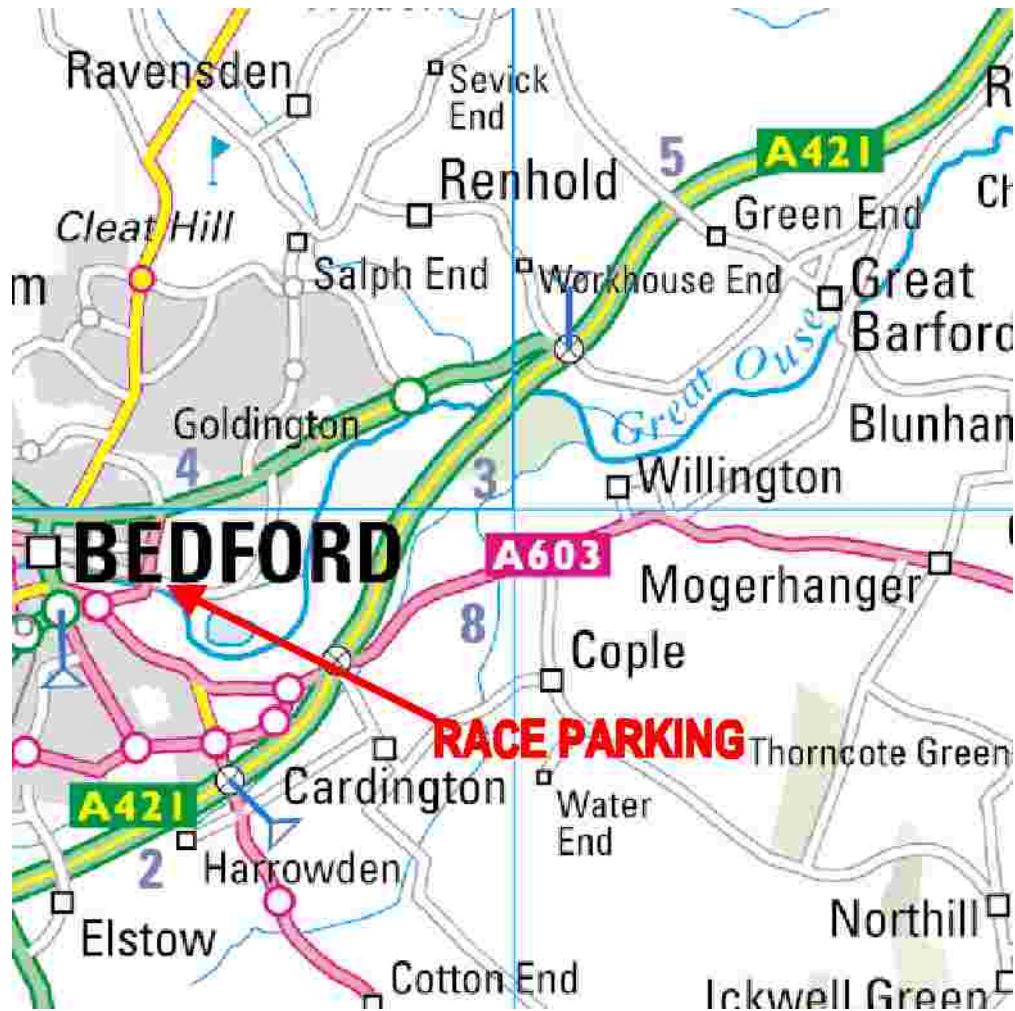 Ravensden
Sevick
End
5
A421
Renhold
Green End
Cleat Hill
Salph End
Workhouse End
Great
Barford
Great Ouse
Goldington
Blunham
4
3
Willington
BEDFORD
A603
Mogerhanger
8
Cople
RACE PARKING
Thorncote Green
Cardington
A421
Water
End
2
Harrowden
Northill
Elstow
Cotton End
Ickwell Green